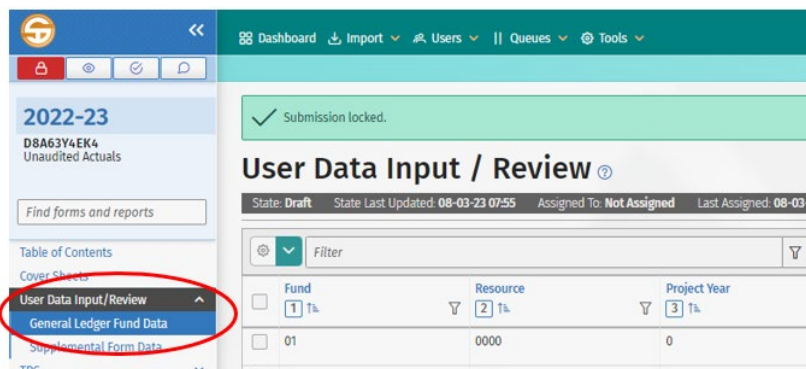 Dashboard Import Users Queues Tools
2022-23
D8A63Y4EK4
Unaudited Actuals
Find forms and reports
Table of Contents
Cover Sheets
User Data Input/Review
General Ledger Fund Data
Supplemental Form Data
Submission locked.
User Data Input / Review
State: Draft State Last Updated: 08-03-23 07:55 Assigned To: Not Assigned Last Assigned: 08-03-
Filter
Fund Resource Project Year
1 2 3
01 0000 0